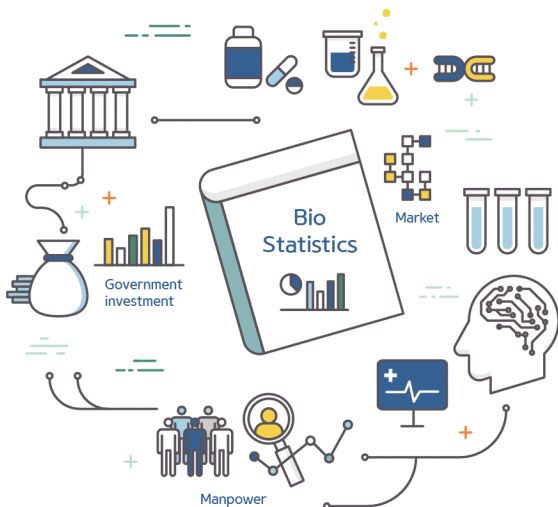 Bio
Statistics
Market
Government
investment
Manpower